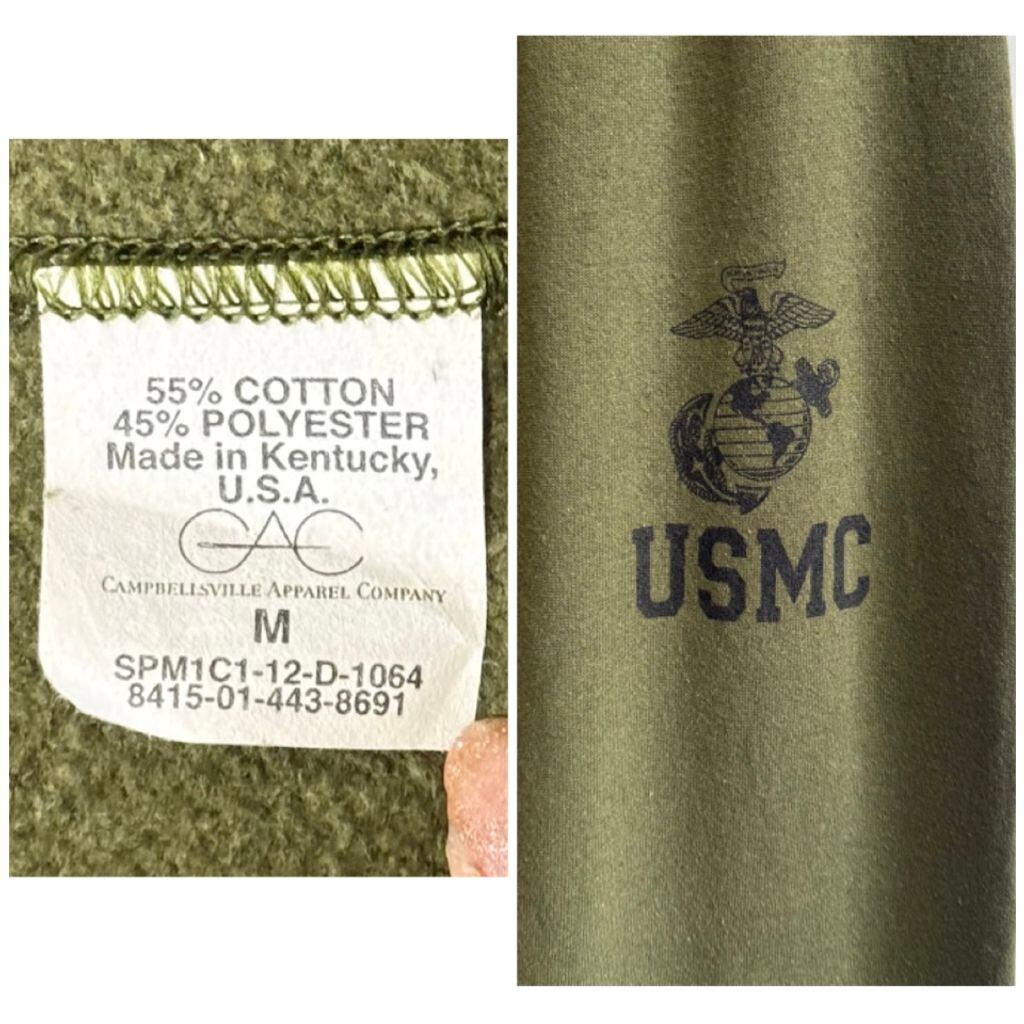 55% COTTON
45% POLYESTER
Made in Kentucky,
U.S.A.
CAC
CAMPBELLSVILLE APPAREL COMPANY
M
SPM1C1-12-D-1064
8415-01-443-8691
USMC